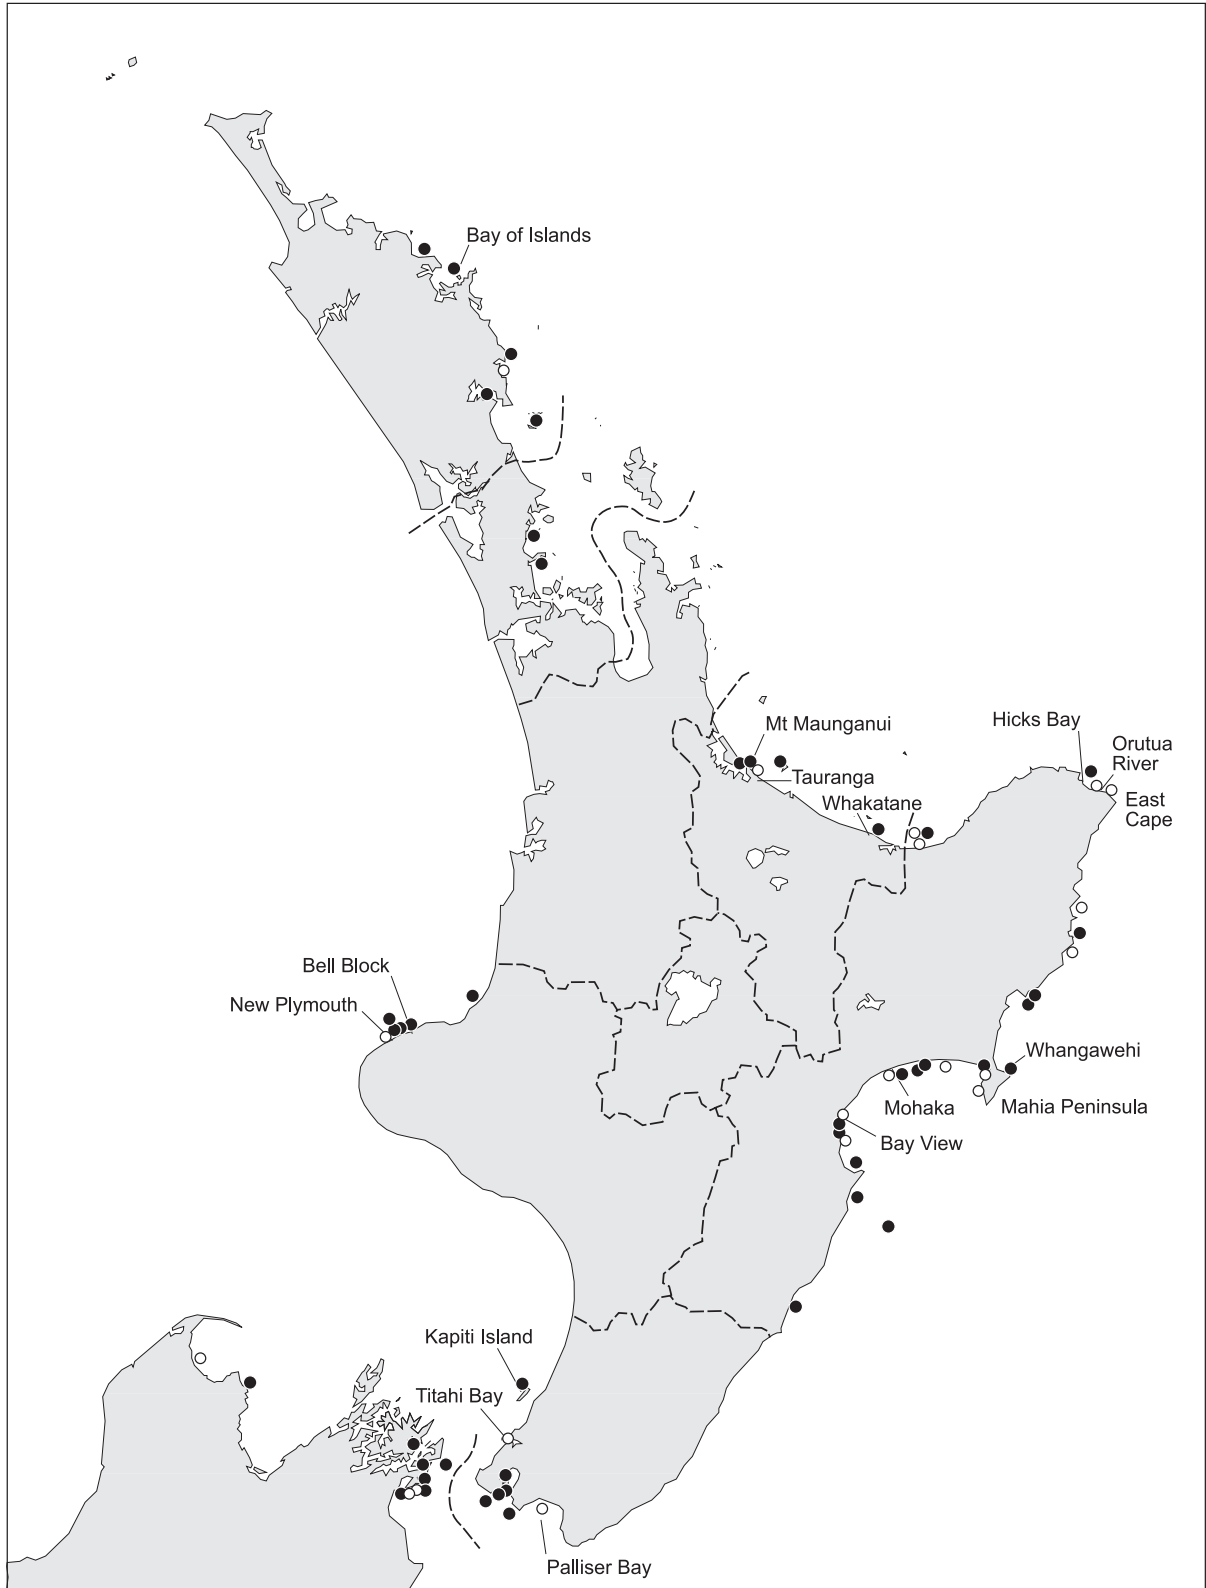 Bay of Islands
Mt Maunganui
Hicks Bay
Orutua
River
Tauranga
Whakatane
East
Cape
Bell Block
New Plymouth
Whangawehi
Mohaka
Mahia Peninsula
Bay View
Kapiti Island
Titahi Bay
Palliser Bay